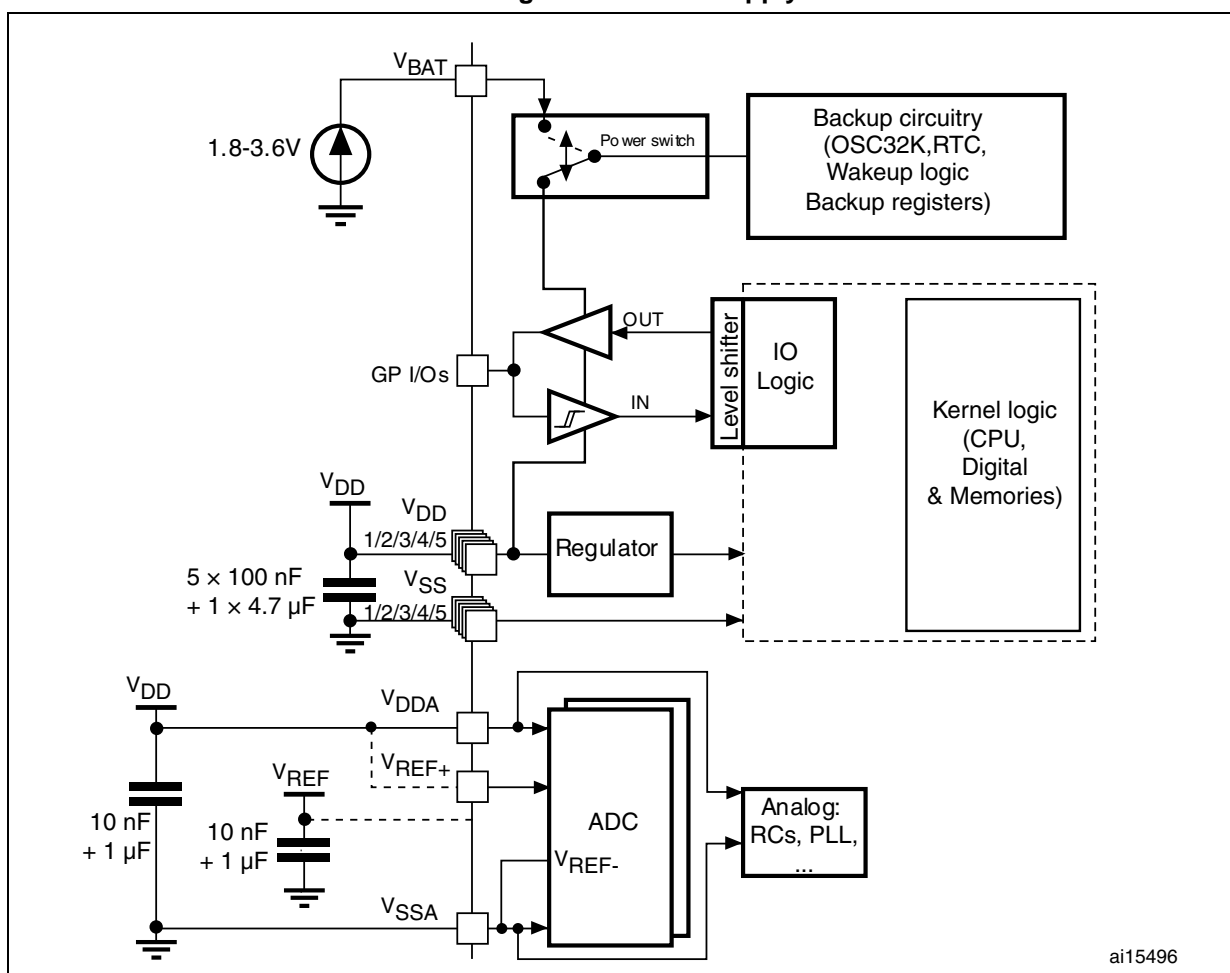 VBAT
1.8-3.6V
Power switch
Backup circuitry
(OSC32K,RTC,
Wakeup logic
Backup registers)
OUT
GP I/Os
IN
Level shifter
IO
Logic
Kernel logic
(CPU,
Digital
& Memories)
VDD
VDD
1/2/3/4/5
Regulator
5 × 100 nF
+ 1 × 4.7 µF
VSS
1/2/3/4/5
VDD
VDDA
VREF+
VREF
10 nF
+ 1 µF
10 nF
+ 1 µF
ADC
VREF-
Analog:
RCs, PLL,
...
VSSA
ai15496